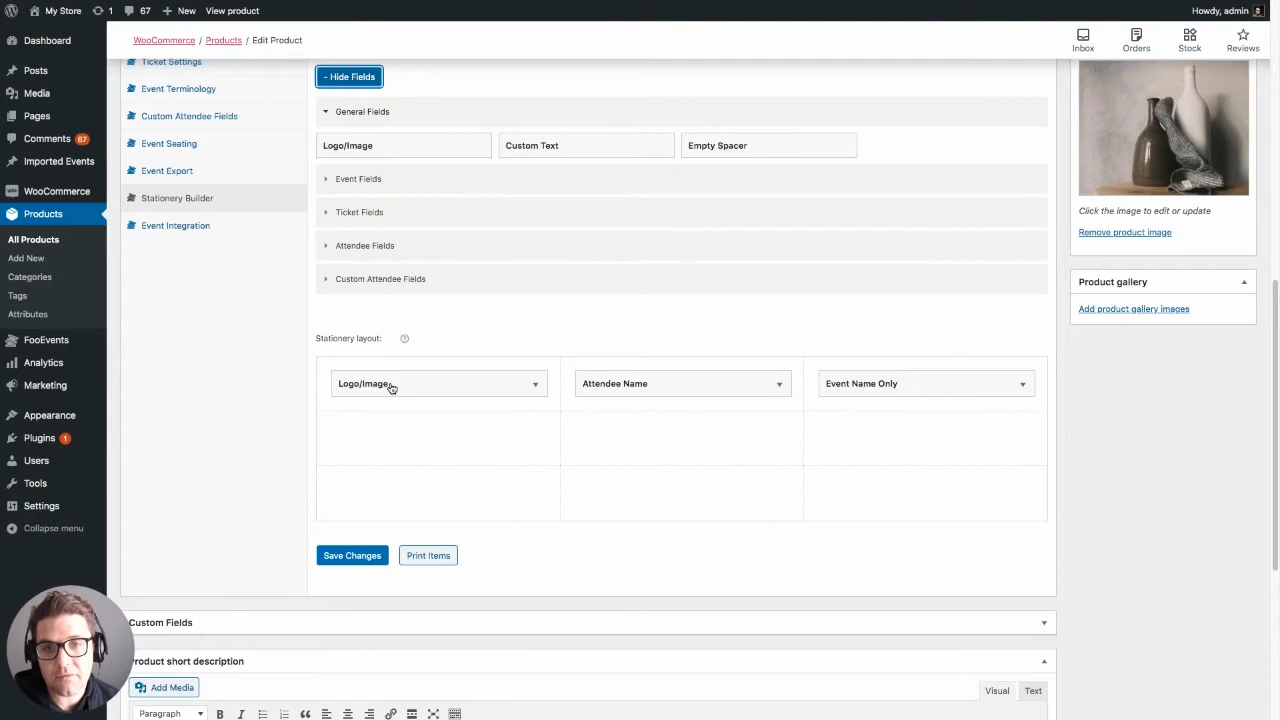 My Store 1 67 New View product Howdy, admin
WooCommerce / Products / Edit Product
Inbox Orders Stock Reviews
Dashboard
Posts
Media
Pages
Comments 67
Imported Events
WooCommerce
Products
All Products
Add New
Categories
Tags
Attributes
FooEvents
Analytics
Marketing
Appearance
Plugins 1
Users
Tools
Settings
Collapse menu
Ticket Settings
Event Terminology
Custom Attendee Fields
Event Seating
Event Export
Stationery Builder
Event Integration
- Hide Fields
General Fields
Logo/Image Custom Text Empty Spacer
Event Fields
Ticket Fields
Attendee Fields
Custom Attendee Fields
Stationery layout: ?
Logo/Image Attendee Name Event Name Only
Save Changes Print Items
Click the image to edit or update
Remove product image
Product gallery
Add product gallery images
Custom Fields
Product short description
Add Media
Visual Text
Paragraph B I